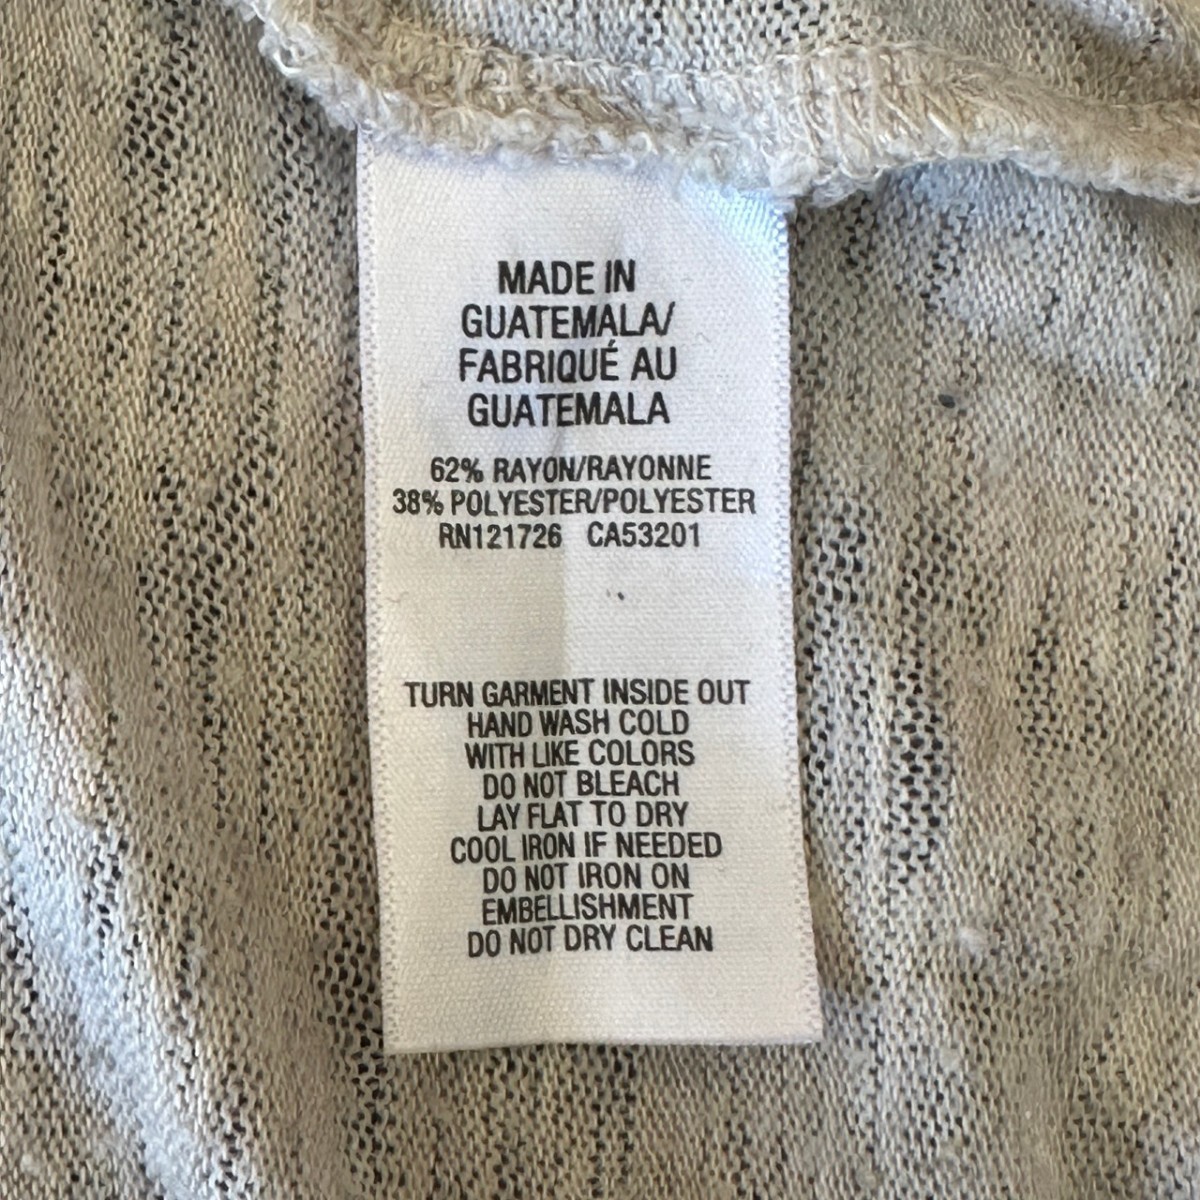 MADE IN
GUATEMALA/
FABRIQUÉ AU
GUATEMALA
62% RAYON/RAYONNE
38% POLYESTER/POLYESTER
RN121726 CA53201
TURN GARMENT INSIDE OUT
HAND WASH COLD
WITH LIKE COLORS
DO NOT BLEACH
LAY FLAT TO DRY
COOL IRON IF NEEDED
DO NOT IRON ON
EMBELLISHMENT
DO NOT DRY CLEAN